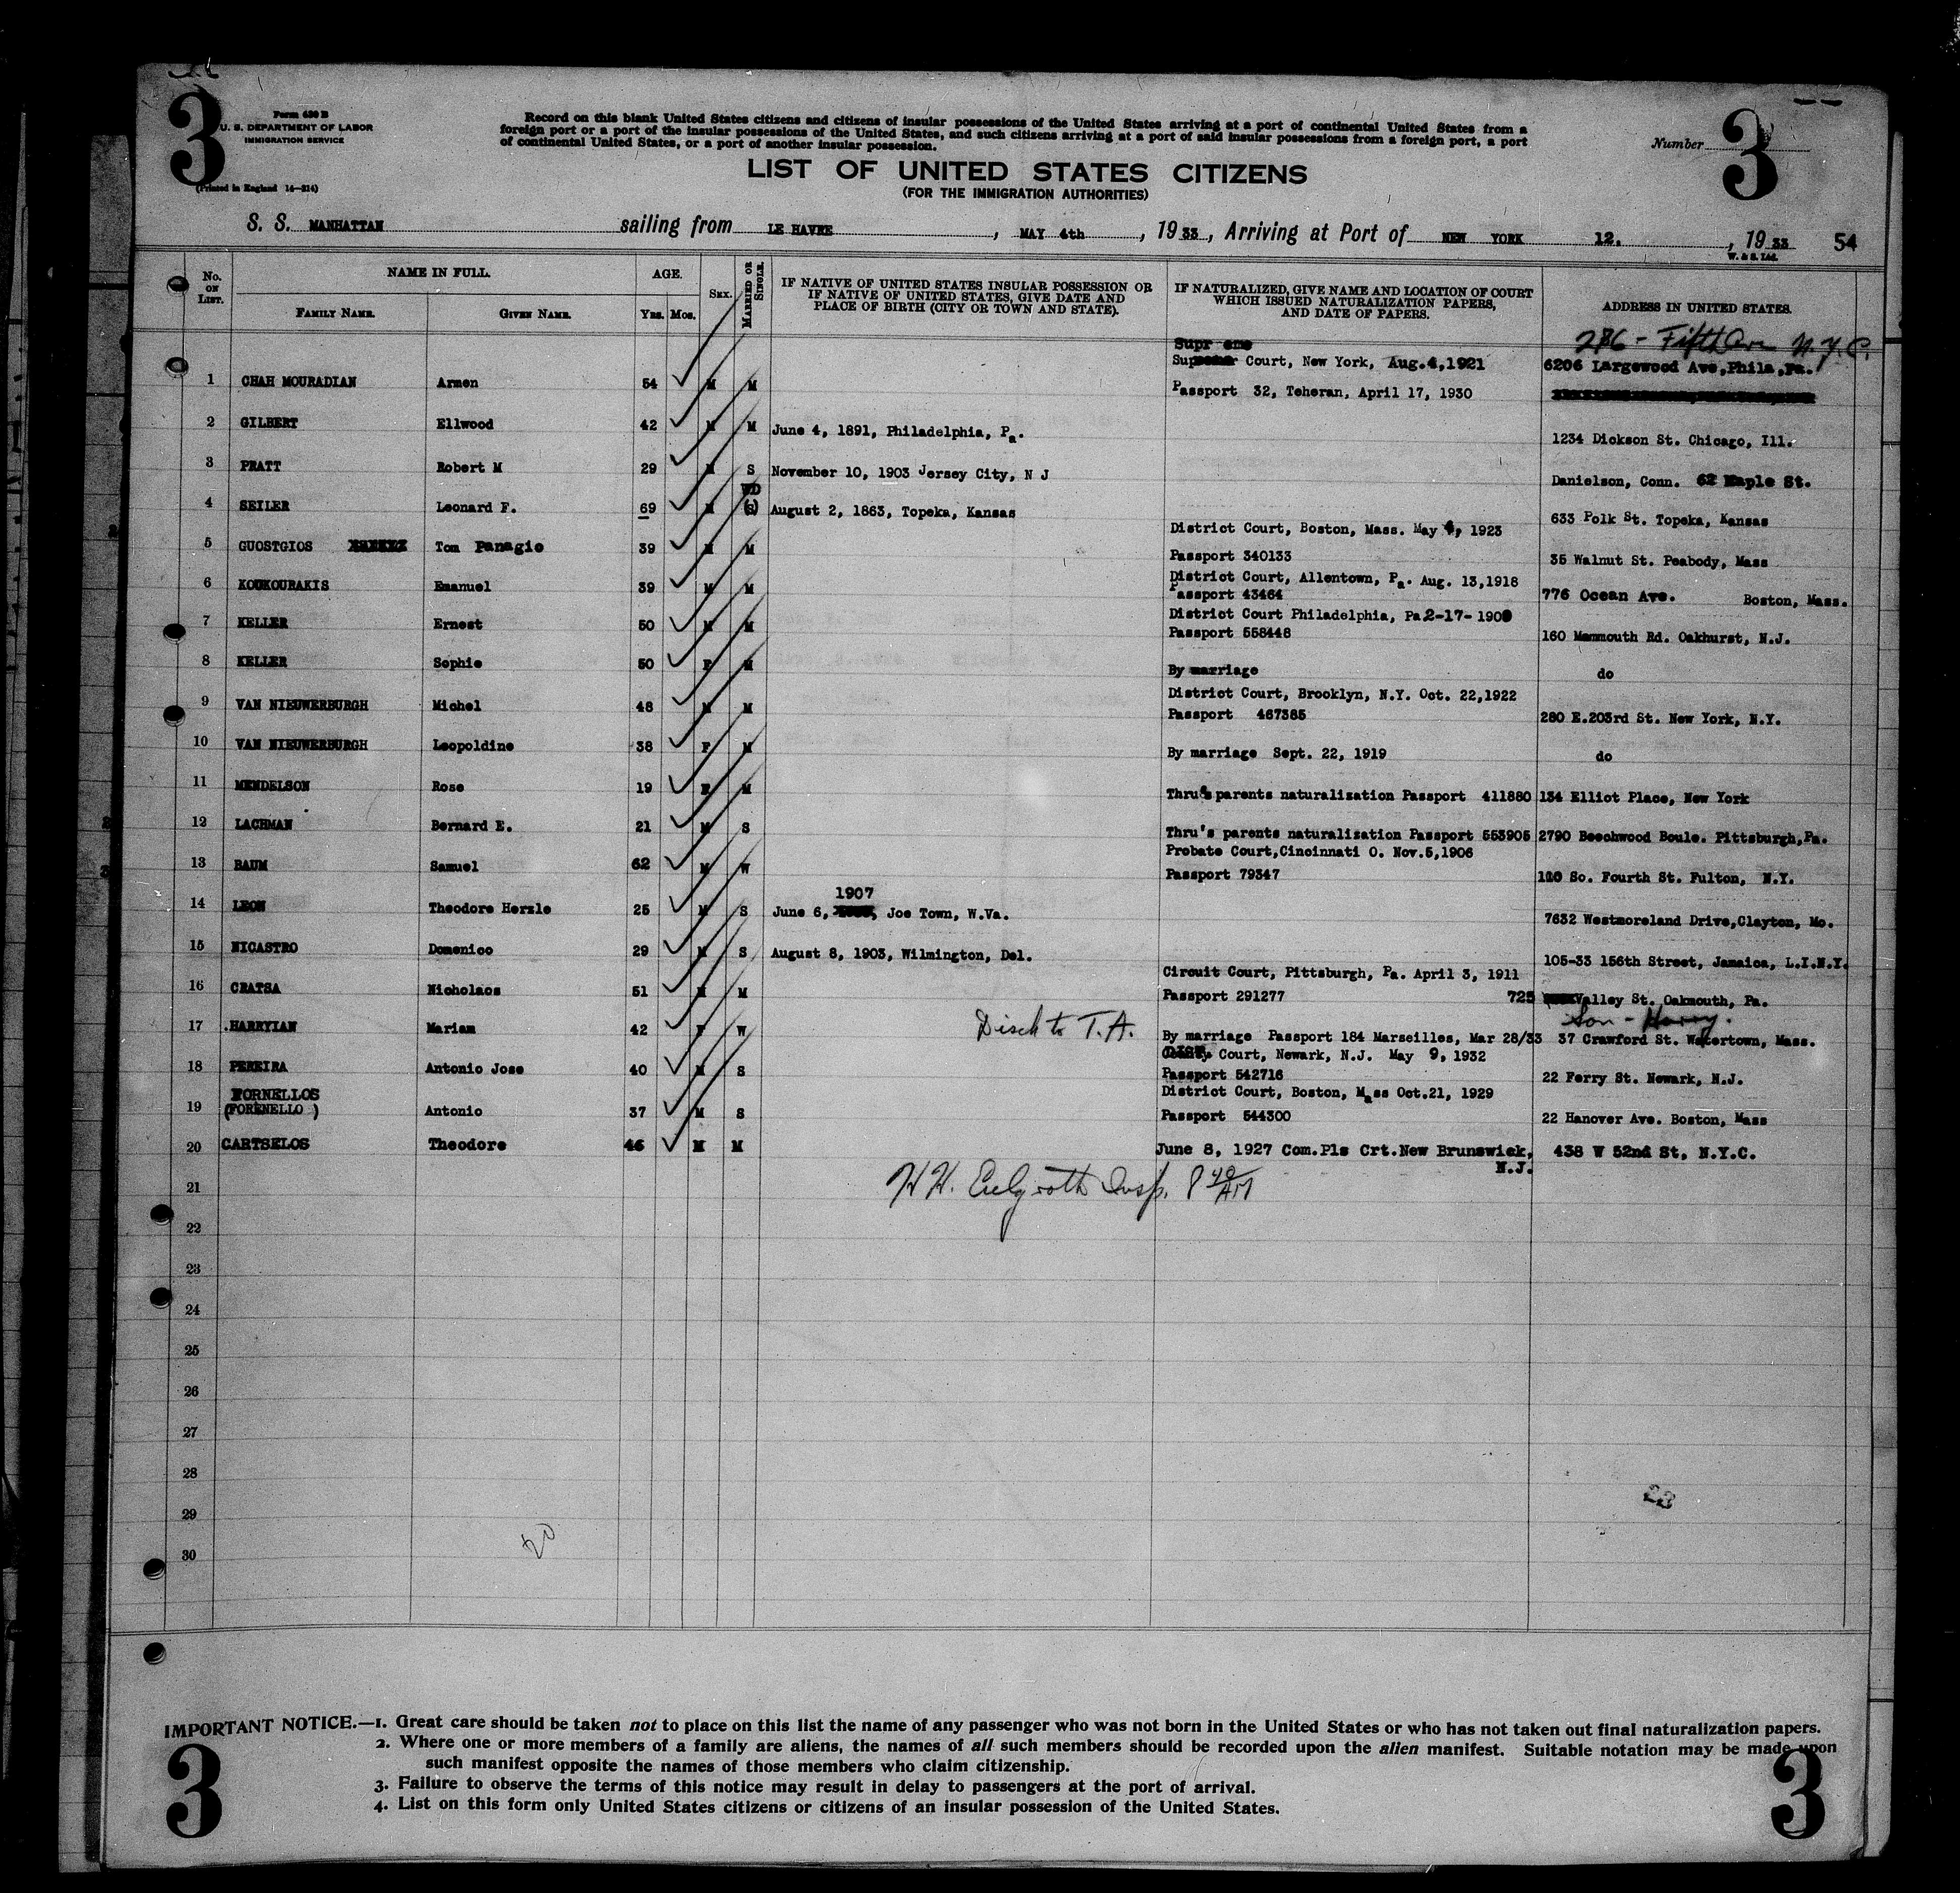 3
Form 630 B
U. S. DEPARTMENT OF LABOR
IMMIGRATION SERVICE
(Printed in England 14—214)
Record on this blank United States citizens and citizens of insular possessions of the United States arriving at a port of continental United States from a
foreign port or a port of the insular possessions of the United States, and such citizens arriving at a port of said insular possessions from a foreign port, a port
of continental United States, or a port of another insular possession.
Number 3
LIST OF UNITED STATES CITIZENS
(FOR THE IMMIGRATION AUTHORITIES)
S. S. MANHATTAN sailing from LE HAVRE , MAY 4th , 19 33 , Arriving at Port of NEW YORK 12. , 19 33 54
W. & S. Ltd.
No. ON LIST. NAME IN FULL. FAMILY NAME. GIVEN NAME. AGE. Yrs. Mos. SEX. MARRIED OR SINGLE. IF NATIVE OF UNITED STATES INSULAR POSSESSION OR IF NATIVE OF UNITED STATES, GIVE DATE AND PLACE OF BIRTH (CITY OR TOWN AND STATE). IF NATURALIZED, GIVE NAME AND LOCATION OF COURT WHICH ISSUED NATURALIZATION PAPERS, AND DATE OF PAPERS. ADDRESS IN UNITED STATES.
286 - Fifth Ave N.Y.C.
Supr eme
Court, New York, Aug.4,1921 6206 Largewood Ave,Phila,Pa.
1 CHAH MOURADIAN Armen 54 M M Passport 32, Teheran, April 17, 1930
2 GILBERT Ellwood 42 M M June 4, 1891, Philadelphia, Pa. 1234 Dickson St. Chicago, Ill.
3 PRATT Robert M 29 M S November 10, 1903 Jersey City, N J Danielson, Conn. 62 Maple St.
WD
4 SEILER Leonard F. 69 M (S) August 2, 1863, Topeka, Kansas 633 Polk St. Topeka, Kansas
District Court, Boston, Mass. May 4, 1923
5 GUOSTGIOS Tom Panagie 39 M M Passport 340133 35 Walnut St. Peabody, Mass
District Court, Allentown, Pa. Aug. 13,1918
6 KOUKOURAKIS Emanuel 39 M M Passport 43464 776 Ocean Ave. Boston, Mass.
District Court Philadelphia, Pa 2-17-1900
7 KELLER Ernest 50 M M Passport 558448 160 Mammouth Rd. Oakhurst, N.J.
8 KELLER Sophie 50 F M By marriage do
District Court, Brooklyn, N.Y. Oct. 22,1922
9 VAN NIEUWERBURGH Michel 48 M M Passport 467385 280 E.203rd St. New York, N.Y.
10 VAN NIEUWERBURGH Leopoldine 38 F M By marriage Sept. 22, 1919 do
11 MENDELSON Rose 19 F M Thru's parents naturalization Passport 411880 134 Elliot Place, New York
12 LACHMAN Bernard E. 21 M S Thru's parents naturalization Passport 553905 2790 Beechwood Boule. Pittsburgh,Pa.
Probate Court,Cincinnati O. Nov.5,1906
13 BAUM Samuel 62 M W Passport 79347 110 So. Fourth St. Fulton, N.Y.
1907
14 LEON Theodore Herzle 25 M S June 6, Joe Town, W.Va. 7632 Westmoreland Drive,Clayton, Mo.
15 NICASTRO Domenico 29 M S August 8, 1903, Wilmington, Del. 105-33 156th Street, Jamaica, L.I.N.Y.
Circuit Court, Pittsburgh, Pa. April 3, 1911
16 CRATSA Nicholaos 51 M M Passport 291277 725 Valley St. Oakmouth, Pa.
Son - Harry.
17 HARRYIAN Mariam 42 F W Disch to T.A. By marriage Passport 184 Marseilles, Mar 28/33 37 Crawford St. Watertown, Mass.
Court, Newark, N.J. May 9, 1932
18 PEREIRA Antonio Jose 40 M S Passport 542716 22 Ferry St. Newark, N.J.
FORNELLOS District Court, Boston, Mass Oct.21, 1929
19 (FORENELLO ) Antonio 37 M S Passport 544300 22 Hanover Ave. Boston, Mass
20 CARTSELOS Theodore 46 M M June 8, 1927 Com.Pls Crt.New Brunswick, N.J. 438 W 52nd St, N.Y.C.
H.H. Insp. 8 40 AM
21
22
23
24
25
26
27
28
29
30
20
IMPORTANT NOTICE.—1. Great care should be taken not to place on this list the name of any passenger who was not born in the United States or who has not taken out final naturalization papers.
2. Where one or more members of a family are aliens, the names of all such members should be recorded upon the alien manifest. Suitable notation may be made upon
such manifest opposite the names of those members who claim citizenship.
3. Failure to observe the terms of this notice may result in delay to passengers at the port of arrival.
4. List on this form only United States citizens or citizens of an insular possession of the United States.
3
3